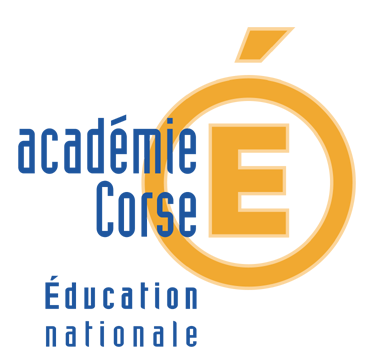 académie
Corse
É
Éducation
nationale